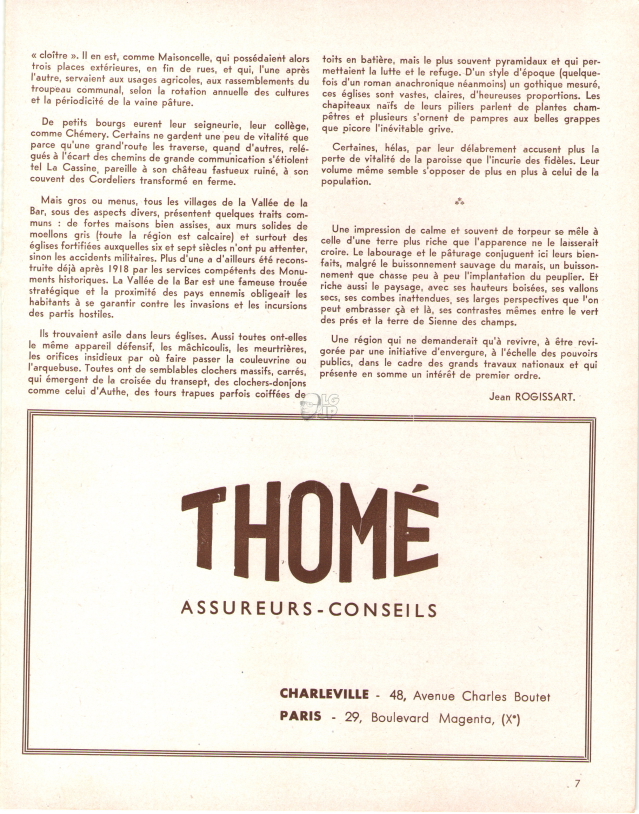 « cloître ». Il en est, comme Maisoncelle, qui possédaient alors
trois places extérieures, en fin de rues, et qui, l'une après
l'autre, servaient aux usages agricoles, aux rassemblements du
troupeau communal, selon la rotation annuelle des cultures
et la périodicité de la vaine pâture.
De petits bourgs eurent leur seigneurie, leur collège,
comme Chémery. Certains ne gardent une peu de vitalité que
parce qu'une grand'route les traverse, quand d'autres, relé-
gués à l'écart des chemins de grande communication s'étiolent
tel La Cassine, pareille à son château fastueux ruiné, à son
couvent des Cordeliers transformé en ferme.
Mais gros ou menus, tous les villages de la Vallée de la
Bar, sous des aspects divers, présentent quelques traits com-
muns : de fortes maisons bien assises, aux murs solides de
moellons gris (toute la région est calcaire) et surtout des
églises fortifiées auxquelles six et sept siècles n'ont pu attenter,
sinon les accidents militaires. Plus d'une a d'ailleurs été recons-
truite déjà après 1918 par les services compétents des Monu-
ments historiques. La Vallée de la Bar est une fameuse trouée
stratégique et la proximité des pays ennemis obligeait les
habitants à se garantir contre les invasions et les incursions
des partis hostiles.
Ils trouvaient asile dans leurs églises. Aussi toutes ont-elles
le même appareil défensif, les mâchicoulis, les meurtrières,
les orifices insidieux par où faire passer la couleuvrine ou
l'arquebuse. Toutes ont de semblables clochers massifs, carrés,
qui émergent de la croisée du transept, des clochers-donjons
comme celui d'Authe, des tours trapues parfois coiffées de
toits en batière, mais le plus souvent pyramidaux et qui per-
mettaient la lutte et le refuge. D'un style d'époque (quelque-
fois d'un roman anachronique néanmoins) un gothique mesuré,
ces églises sont vastes, claires, d'heureuses proportions. Les
chapiteaux naïfs de leurs piliers parlent de plantes cham-
pêtres et plusieurs s'ornent de pampres aux belles grappes
que picore l'inévitable grive.
Certaines, hélas, par leur délabrement accusent plus la
perte de vitalité de la paroisse que l'incurie des fidèles. Leur
volume même semble s'opposer de plus en plus à celui de la
population.
Une impression de calme et souvent de torpeur se mêle à
celle d'une terre plus riche que l'apparence ne le laisserait
croire. Le labourage et le pâturage conjuguent ici leurs bien-
faits, malgré le buissonnement sauvage du marais, un buisson-
nement que chasse peu à peu l'implantation du peuplier. Et
riche aussi le paysage, avec ses hauteurs boisées, ses vallons
secs, ses combes inattendues, ses larges perspectives que l'on
peut embrasser çà et là, ses contrastes mêmes entre le vert
des prés et la terre de Sienne des champs.
Une région qui ne demanderait qu'à revivre, à être rovi-
gorée par une initiative d'envergure, à l'échelle des pouvoirs
publics, dans le cadre des grands travaux nationaux et qui
présente en somme un intérêt de premier ordre.
Jean ROGISSART.
LG
JP
THOMÉ
ASSUREURS-CONSEILS
CHARLEVILLE - 48, Avenue Charles Boutet
PARIS - 29, Boulevard Magenta, (Xe)
7